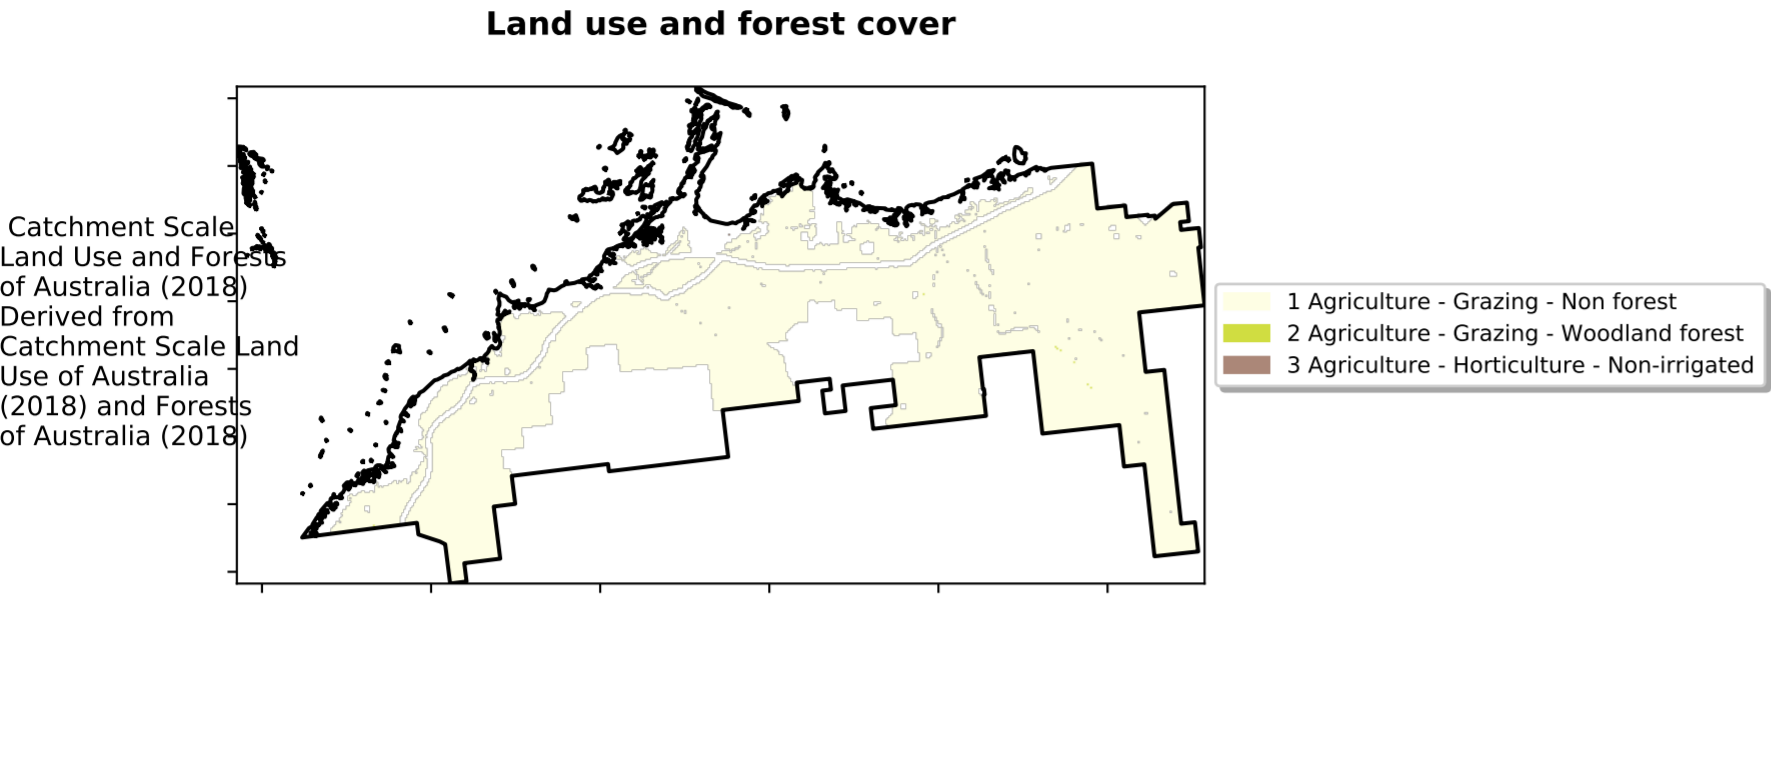 Land use and forest cover
Catchment Scale
Land Use and Forests
of Australia (2018)
Derived from
Catchment Scale Land
Use of Australia
(2018) and Forests
of Australia (2018)
1 Agriculture - Grazing - Non forest
2 Agriculture - Grazing - Woodland forest
3 Agriculture - Horticulture - Non-irrigated